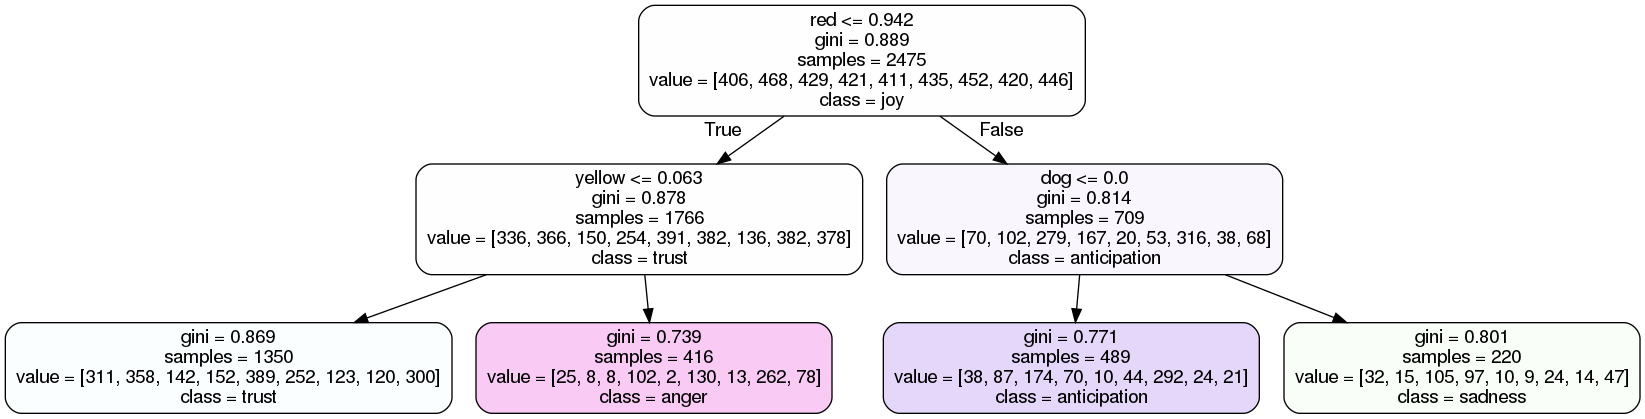 red <= 0.942
gini = 0.889
samples = 2475
value = [406, 468, 429, 421, 411, 435, 452, 420, 446]
class = joy
True
False
yellow <= 0.063
gini = 0.878
samples = 1766
value = [336, 366, 150, 254, 391, 382, 136, 382, 378]
class = trust
dog <= 0.0
gini = 0.814
samples = 709
value = [70, 102, 279, 167, 20, 53, 316, 38, 68]
class = anticipation
gini = 0.869
samples = 1350
value = [311, 358, 142, 152, 389, 252, 123, 120, 300]
class = trust
gini = 0.739
samples = 416
value = [25, 8, 8, 102, 2, 130, 13, 262, 78]
class = anger
gini = 0.771
samples = 489
value = [38, 87, 174, 70, 10, 44, 292, 24, 21]
class = anticipation
gini = 0.801
samples = 220
value = [32, 15, 105, 97, 10, 9, 24, 14, 47]
class = sadness